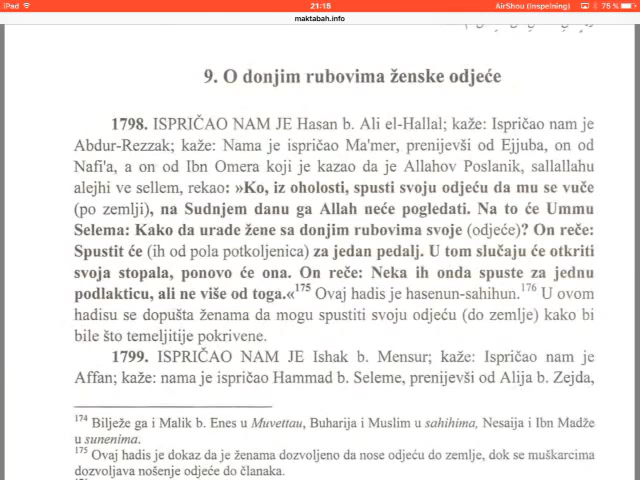 iPad 21:15 AirShou (Inspelning) 75 %
maktabah.info
9. O donjim rubovima ženske odjeće
1798. ISPRIČAO NAM JE Hasan b. Ali el-Hallal; kaže: Ispričao nam je
Abdur-Rezzak; kaže: Nama je ispričao Ma'mer, prenijevši od Ejjuba, on od
Nafi'a, a on od Ibn Omera koji je kazao da je Allahov Poslanik, sallallahu
alejhi ve sellem, rekao: »Ko, iz oholosti, spusti svoju odjeću da mu se vuče
(po zemlji), na Sudnjem danu ga Allah neće pogledati. Na to će Ummu
Selema: Kako da urade žene sa donjim rubovima svoje (odjeće)? On reče:
Spustit će (ih od pola potkoljenica) za jedan pedalj. U tom slučaju će otkriti
svoja stopala, ponovo će ona. On reče: Neka ih onda spuste za jednu
podlakticu, ali ne više od toga.«175 Ovaj hadis je hasenun-sahihun.176 U ovom
hadisu se dopušta ženama da mogu spustiti svoju odjeću (do zemlje) kako bi
bile što temeljitije pokrivene.
1799. ISPRIČAO NAM JE Ishak b. Mensur; kaže: Ispričao nam je
Affan; kaže: nama je ispričao Hammad b. Seleme, prenijevši od Alija b. Zejda,
174 Bilježe ga i Malik b. Enes u Muvettau, Buharija i Muslim u sahihima, Nesaija i Ibn Madže
u sunenima.
175 Ovaj hadis je dokaz da je ženama dozvoljeno da nose odjeću do zemlje, dok se muškarcima
dozvoljava nošenje odjeće do članaka.